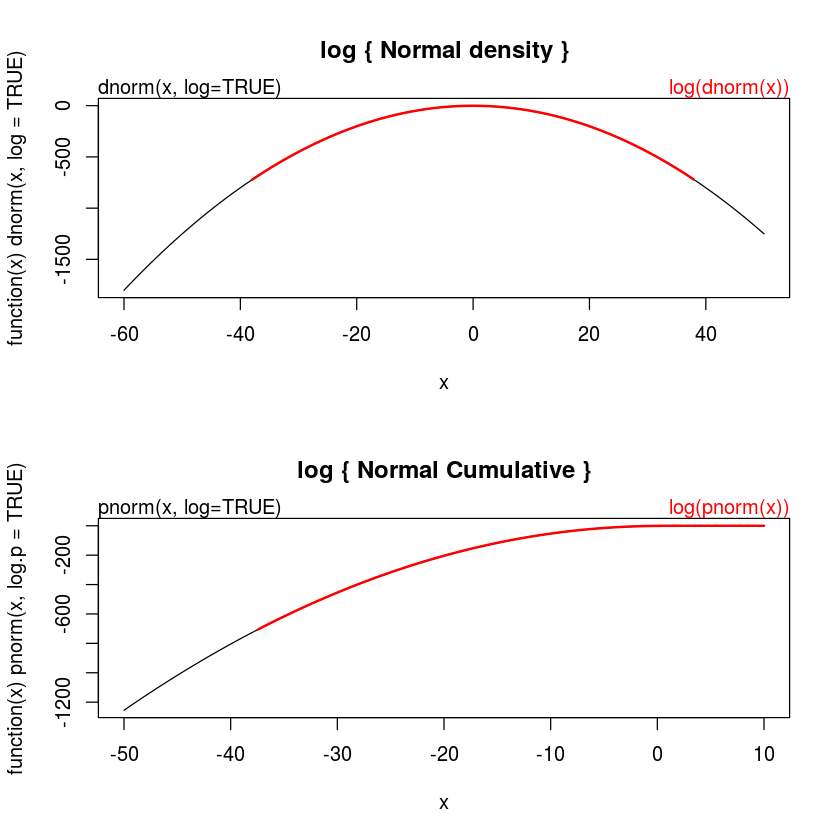 log { Normal density }
dnorm(x, log=TRUE)
log(dnorm(x))
function(x) dnorm(x, log = TRUE)
0
-500
-1500
-60
-40
-20
0
20
40
x
log { Normal Cumulative }
pnorm(x, log=TRUE)
log(pnorm(x))
function(x) pnorm(x, log.p = TRUE)
-200
-600
-1200
-50
-40
-30
-20
-10
0
10
x